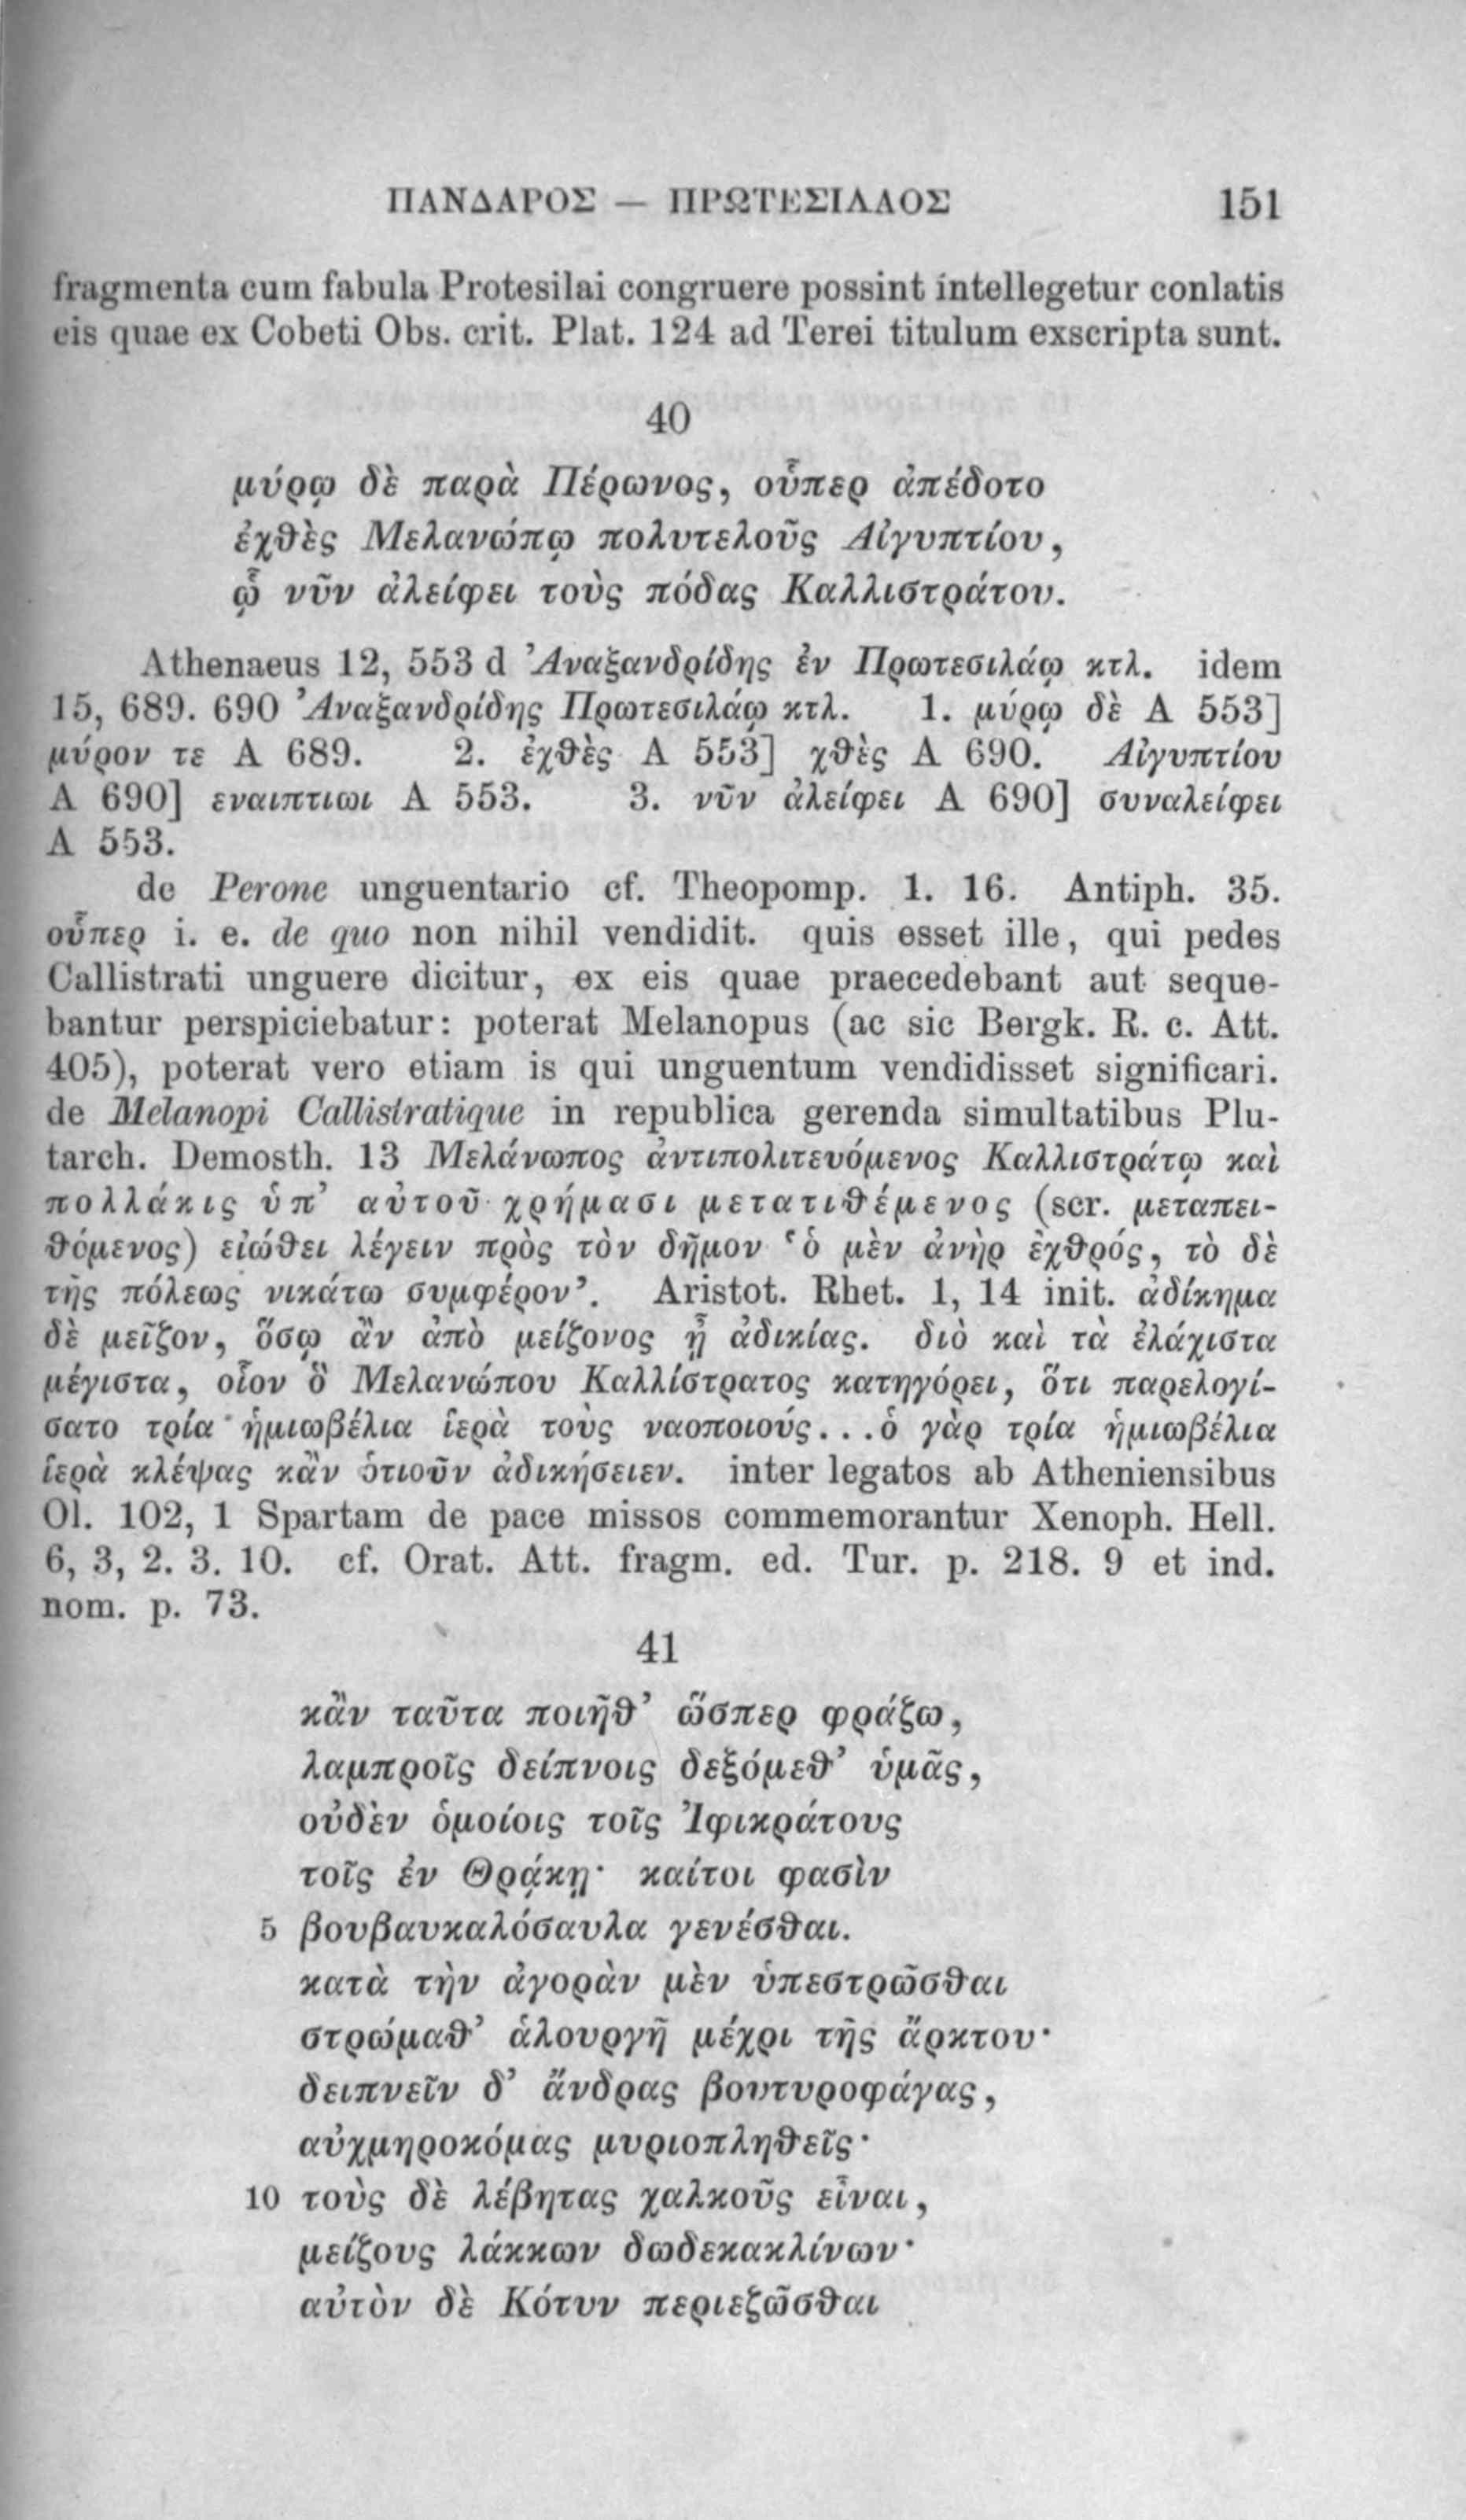 ΠΑΝΔΑΡΟΣ — ΠΡΩΤΕΣΙΛΑΟΣ 151
fragmenta cum fabula Protesilai congruere possint intellegetur conlatis
eis quae ex Cobeti Obs. crit. Plat. 124 ad Terei titulum exscripta sunt.
40
μύρῳ δὲ παρὰ Πέρωνος, οὗπερ ἀπέδοτο
ἐχθὲς Μελανώπῳ πολυτελοῦς Αἰγυπτίου,
ᾧ νῦν ἀλείφει τοὺς πόδας Καλλιστράτου.
Athenaeus 12, 553 d Ἀναξανδρίδης ἐν Πρωτεσιλάῳ κτλ. idem
15, 689. 690 Ἀναξανδρίδης Πρωτεσιλάῳ κτλ. 1. μύρῳ δὲ A 553]
μύρον τε A 689. 2. ἐχθὲς A 553] χθὲς A 690. Αἰγυπτίου
A 690] εναιπτιωι A 553. 3. νῦν ἀλείφει A 690] συναλείφει
A 553.
de Perone unguentario cf. Theopomp. 1. 16. Antiph. 35.
οὗπερ i. e. de quo non nihil vendidit. quis esset ille, qui pedes
Callistrati unguere dicitur, ex eis quae praecedebant aut seque-
bantur perspiciebatur: poterat Melanopus (ac sic Bergk. R. c. Att.
405), poterat vero etiam is qui unguentum vendidisset significari.
de Melanopi Callistratique in republica gerenda simultatibus Plu-
tarch. Demosth. 13 Μελάνωπος ἀντιπολιτευόμενος Καλλιστράτῳ καὶ
πολλάκις ὑπ’ αὐτοῦ χρήμασι μετατιθέμενος (scr. μεταπει-
θόμενος) εἰώθει λέγειν πρὸς τὸν δῆμον ‘ὁ μὲν ἀνὴρ ἐχθρός, τὸ δὲ
τῆς πόλεως νικάτω συμφέρον’. Aristot. Rhet. 1, 14 init. ἀδίκημα
δὲ μεῖζον, ὅσῳ ἂν ἀπὸ μείζονος ᾖ ἀδικίας. διὸ καὶ τὰ ἐλάχιστα
μέγιστα, οἷον ὃ Μελανώπου Καλλίστρατος κατηγόρει, ὅτι παρελογί-
σατο τρία ἡμιωβέλια ἱερὰ τοὺς ναοποιούς...ὁ γὰρ τρία ἡμιωβέλια
ἱερὰ κλέψας κἂν ὁτιοῦν ἀδικήσειεν. inter legatos ab Atheniensibus
Ol. 102, 1 Spartam de pace missos commemorantur Xenoph. Hell.
6, 3, 2. 3. 10. cf. Orat. Att. fragm. ed. Tur. p. 218. 9 et ind.
nom. p. 73.
41
κἂν ταῦτα ποιῆθ’ ὥσπερ φράζω,
λαμπροῖς δείπνοις δεξόμεθ’ ὑμᾶς,
οὐδὲν ὁμοίοις τοῖς Ἰφικράτους
τοῖς ἐν Θρᾴκῃ· καίτοι φασὶν
5 βουβαυκαλόσαυλα γενέσθαι.
κατὰ τὴν ἀγορὰν μὲν ὑπεστρῶσθαι
στρώμαθ’ ἁλουργῆ μέχρι τῆς ἄρκτου·
δειπνεῖν δ’ ἄνδρας βουτυροφάγας,
αὐχμηροκόμας μυριοπληθεῖς·
10 τοὺς δὲ λέβητας χαλκοῦς εἶναι,
μείζους λάκκων δωδεκακλίνων·
αὐτὸν δὲ Κότυν περιεζῶσθαι